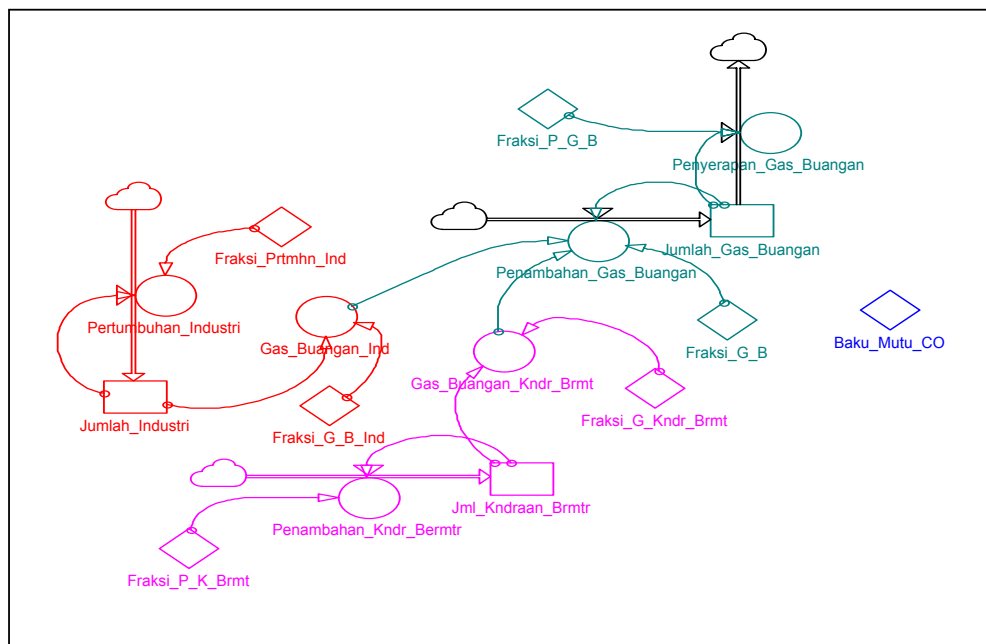 Fraksi_P_G_B
Penyerapan_Gas_Buangan
Fraksi_Prtmhn_Ind
Jumlah_Gas_Buangan
Penambahan_Gas_Buangan
Pertumbuhan_Industri
Gas_Buangan_Ind
Fraksi_G_B
Baku_Mutu_CO
Gas_Buangan_Kndr_Brmt
Fraksi_G_Kndr_Brmt
Jumlah_Industri
Fraksi_G_B_Ind
Jml_Kndraan_Brmtr
Penambahan_Kndr_Bermtr
Fraksi_P_K_Brmt